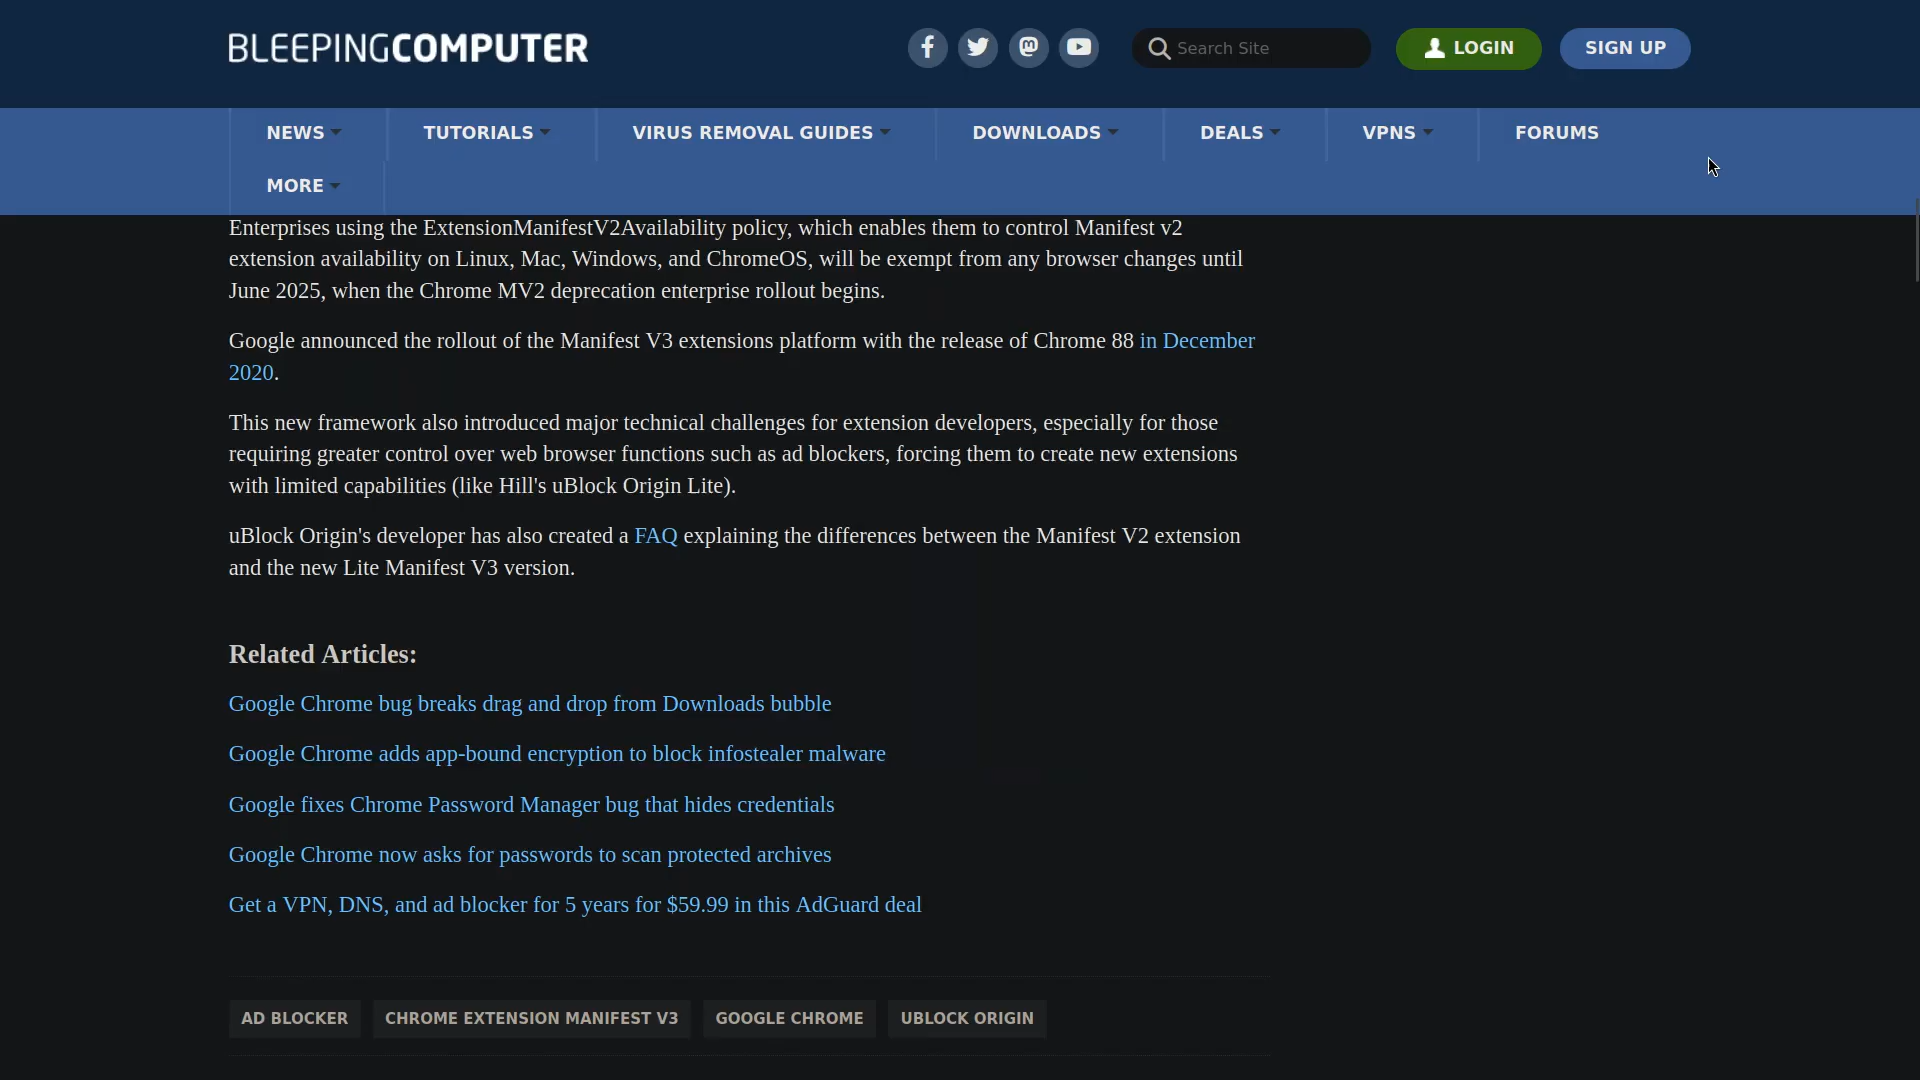 BLEEPINGCOMPUTER
Search Site
LOGIN
SIGN UP
NEWS
TUTORIALS
VIRUS REMOVAL GUIDES
DOWNLOADS
DEALS
VPNS
FORUMS
MORE
Enterprises using the ExtensionManifestV2Availability policy, which enables them to control Manifest v2
extension availability on Linux, Mac, Windows, and ChromeOS, will be exempt from any browser changes until
June 2025, when the Chrome MV2 deprecation enterprise rollout begins.
Google announced the rollout of the Manifest V3 extensions platform with the release of Chrome 88 in December
2020.
This new framework also introduced major technical challenges for extension developers, especially for those
requiring greater control over web browser functions such as ad blockers, forcing them to create new extensions
with limited capabilities (like Hill's uBlock Origin Lite).
uBlock Origin's developer has also created a FAQ explaining the differences between the Manifest V2 extension
and the new Lite Manifest V3 version.
Related Articles:
Google Chrome bug breaks drag and drop from Downloads bubble
Google Chrome adds app-bound encryption to block infostealer malware
Google fixes Chrome Password Manager bug that hides credentials
Google Chrome now asks for passwords to scan protected archives
Get a VPN, DNS, and ad blocker for 5 years for $59.99 in this AdGuard deal
AD BLOCKER
CHROME EXTENSION MANIFEST V3
GOOGLE CHROME
UBLOCK ORIGIN